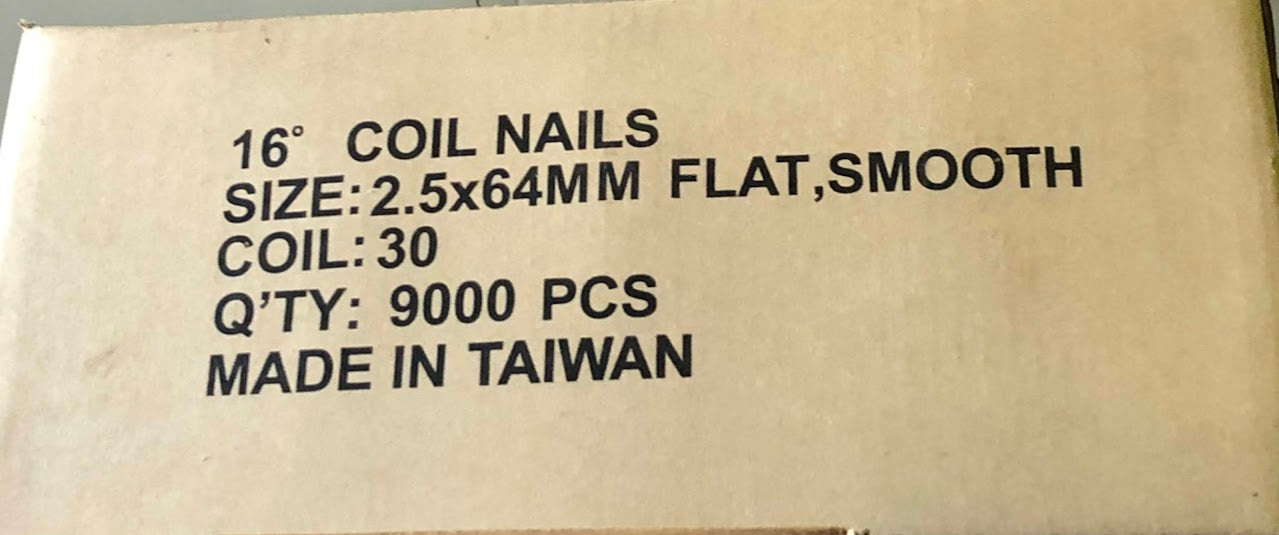 16° COIL NAILS
SIZE:2.5x64MM FLAT,SMOOTH
COIL:30
Q'TY: 9000 PCS
MADE IN TAIWAN